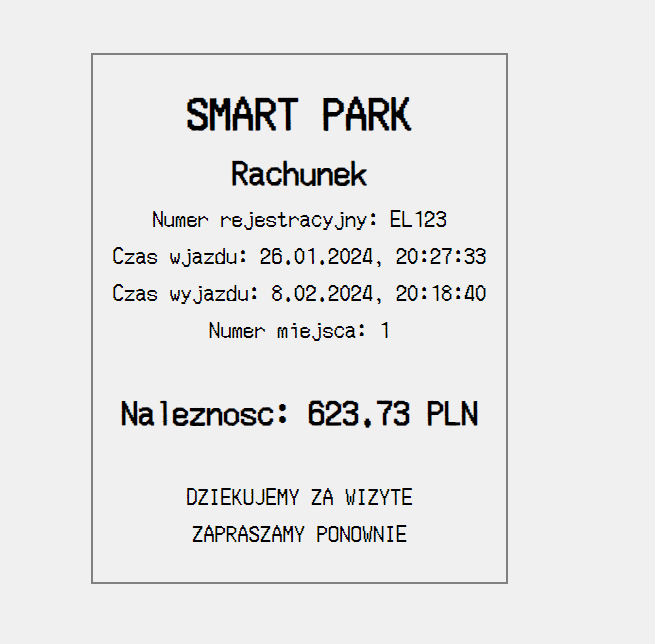 SMART PARK
Rachunek
Numer rejestracyjny: EL123
Czas wjazdu: 26.01.2024, 20:27:33
Czas wyjazdu: 8.02.2024, 20:18:40
Numer miejsca: 1
Naleznosc: 623.73 PLN
DZIEKUJEMY ZA WIZYTE
ZAPRASZAMY PONOWNIE